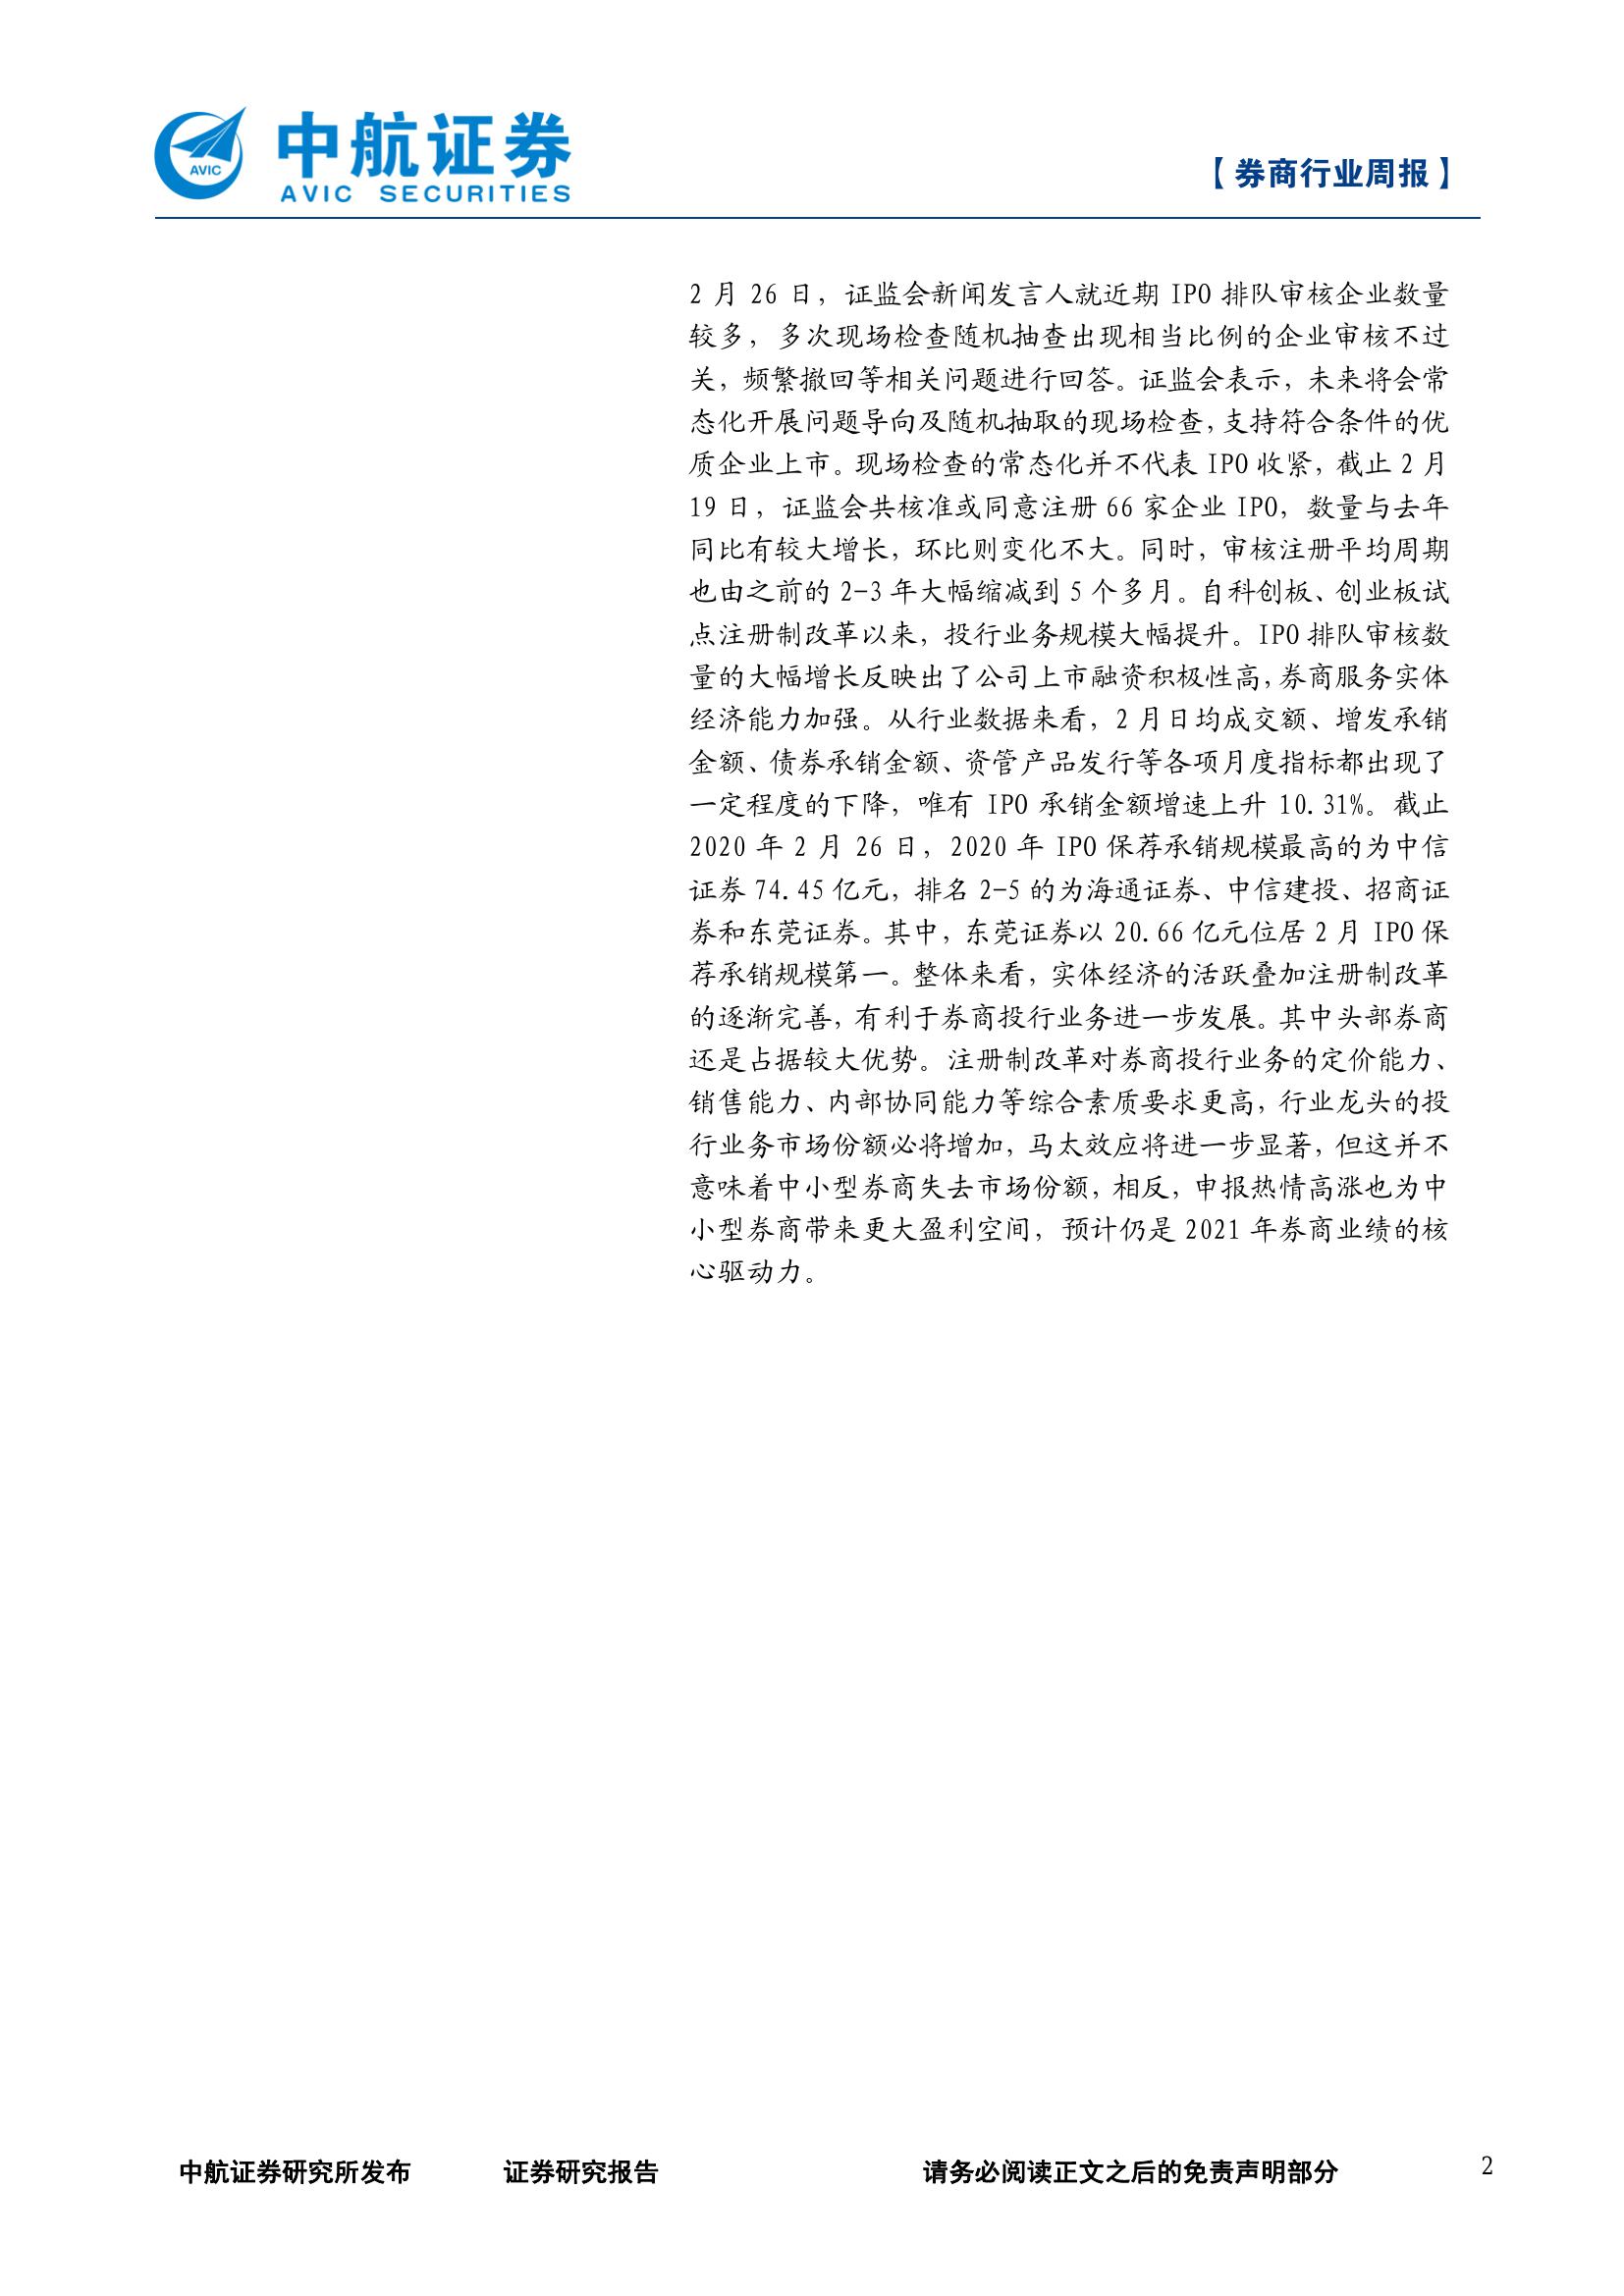 中航证券
AVIC SECURITIES
AVIC
【券商行业周报】
2 月 26 日，证监会新闻发言人就近期 IPO 排队审核企业数量
较多，多次现场检查随机抽查出现相当比例的企业审核不过
关，频繁撤回等相关问题进行回答。证监会表示，未来将会常
态化开展问题导向及随机抽取的现场检查，支持符合条件的优
质企业上市。现场检查的常态化并不代表 IPO 收紧，截止 2 月
19 日，证监会共核准或同意注册 66 家企业 IPO，数量与去年
同比有较大增长，环比则变化不大。同时，审核注册平均周期
也由之前的 2-3 年大幅缩减到 5 个多月。自科创板、创业板试
点注册制改革以来，投行业务规模大幅提升。IPO 排队审核数
量的大幅增长反映出了公司上市融资积极性高，券商服务实体
经济能力加强。从行业数据来看，2 月日均成交额、增发承销
金额、债券承销金额、资管产品发行等各项月度指标都出现了
一定程度的下降，唯有 IPO 承销金额增速上升 10.31%。截止
2020 年 2 月 26 日，2020 年 IPO 保荐承销规模最高的为中信
证券 74.45 亿元，排名 2-5 的为海通证券、中信建投、招商证
券和东莞证券。其中，东莞证券以 20.66 亿元位居 2 月 IPO 保
荐承销规模第一。整体来看，实体经济的活跃叠加注册制改革
的逐渐完善，有利于券商投行业务进一步发展。其中头部券商
还是占据较大优势。注册制改革对券商投行业务的定价能力、
销售能力、内部协同能力等综合素质要求更高，行业龙头的投
行业务市场份额必将增加，马太效应将进一步显著，但这并不
意味着中小型券商失去市场份额，相反，申报热情高涨也为中
小型券商带来更大盈利空间，预计仍是 2021 年券商业绩的核
心驱动力。
中航证券研究所发布 证券研究报告 请务必阅读正文之后的免责声明部分 2